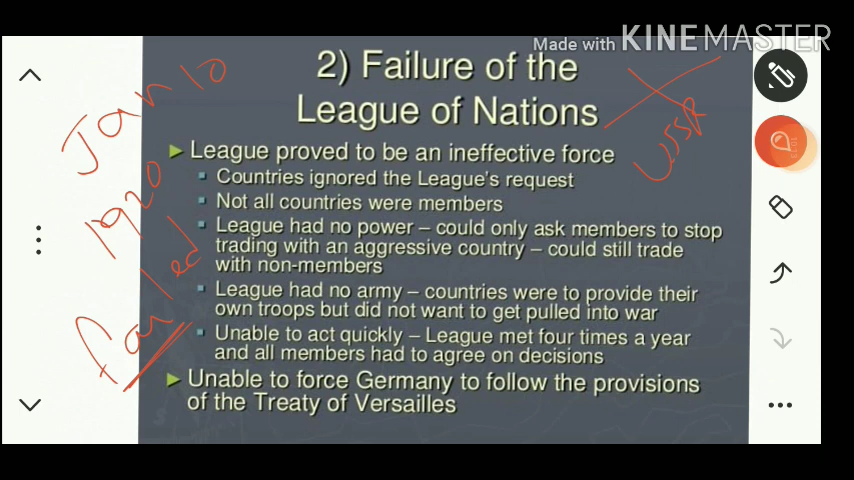 Made with KINEMASTER
2) Failure of the
League of Nations
League proved to be an ineffective force
Countries ignored the League's request
Not all countries were members
League had no power – could only ask members to stop
trading with an aggressive country – could still trade
with non-members
League had no army – countries were to provide their
own troops but did not want to get pulled into war
Unable to act quickly – League met four times a year
and all members had to agree on decisions
Unable to force Germany to follow the provisions
of the Treaty of Versailles
Jan 10
1920
failed
USSR